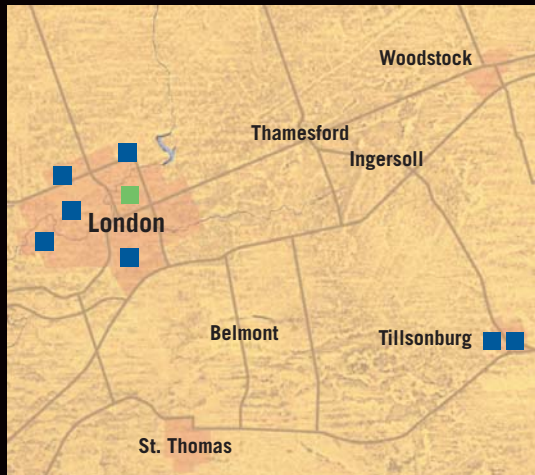 Woodstock
Thamesford
Ingersoll
London
Belmont
Tillsonburg
St. Thomas